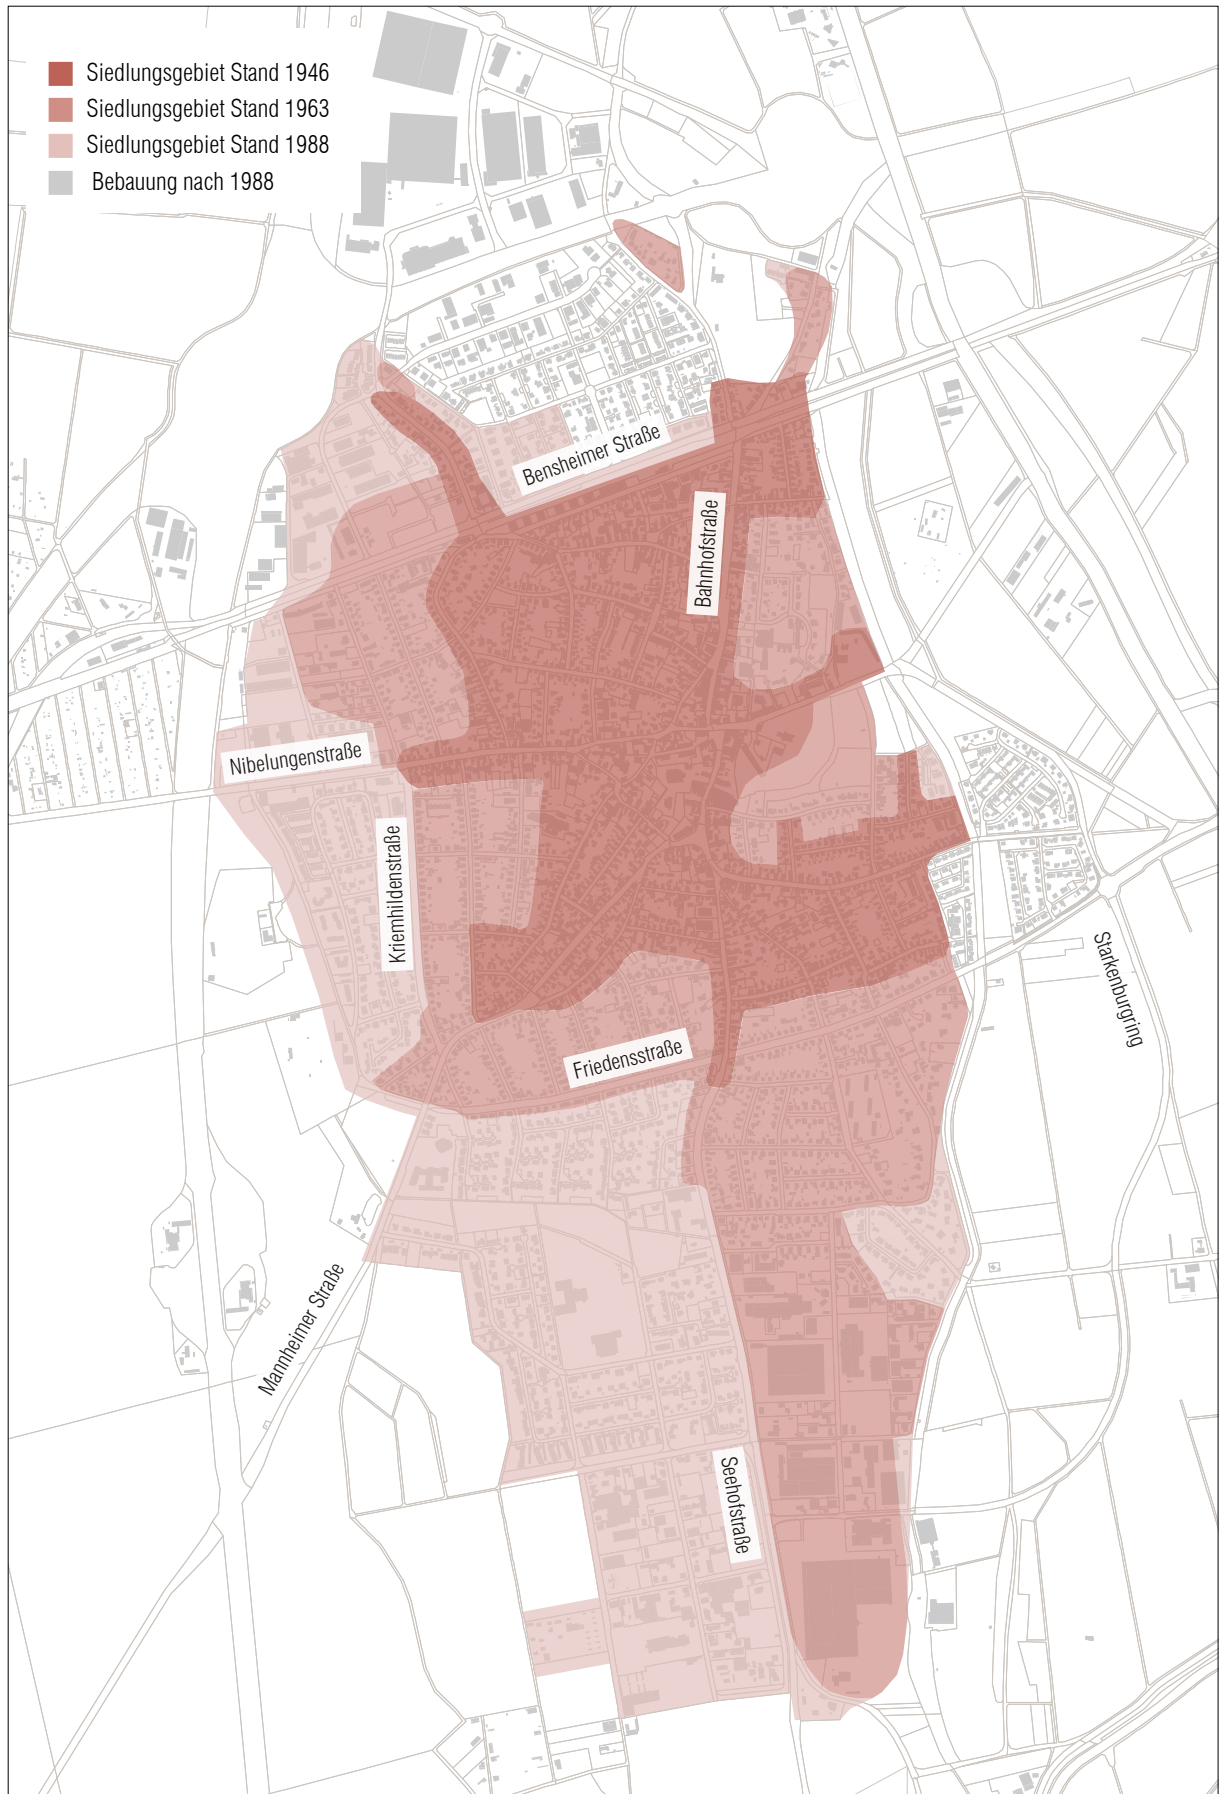 Siedlungsgebiet Stand 1946
Siedlungsgebiet Stand 1963
Siedlungsgebiet Stand 1988
Bebauung nach 1988
Bensheimer Straße
Bahnhofstraße
Nibelungenstraße
Kriemhildenstraße
Starkenburgring
Friedensstraße
Mannheimer Straße
Seehofstraße